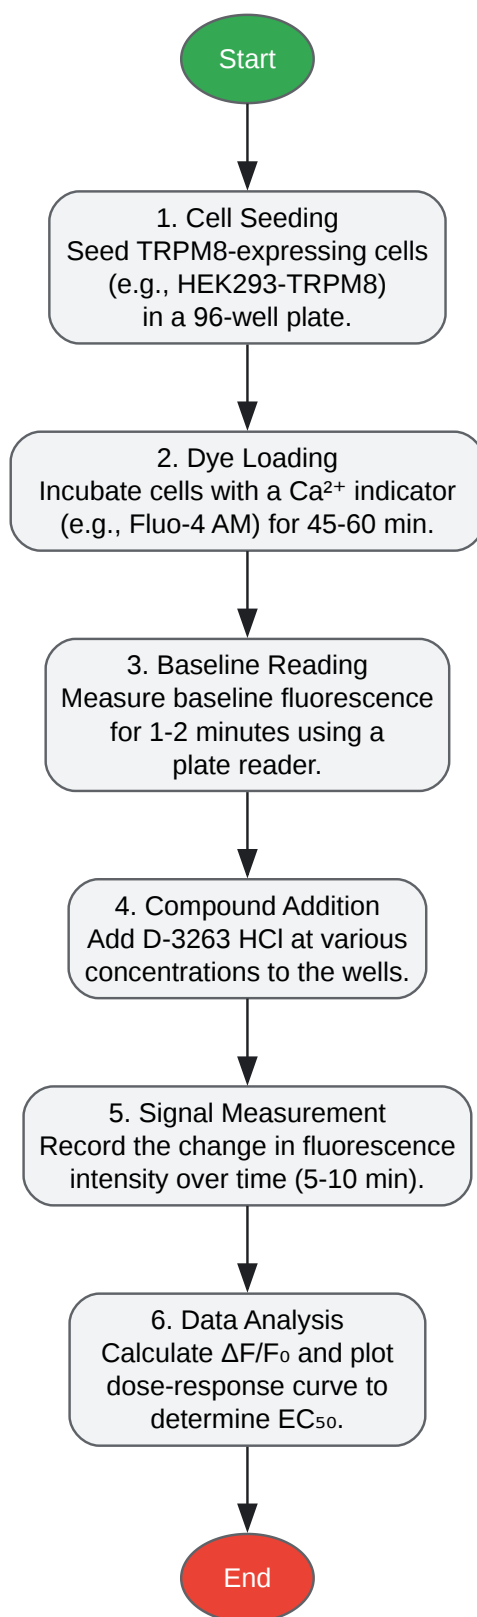 Start
1. Cell Seeding
Seed TRPM8-expressing cells
(e.g., HEK293-TRPM8)
in a 96-well plate.
2. Dye Loading
Incubate cells with a Ca²⁺ indicator
(e.g., Fluo-4 AM) for 45-60 min.
3. Baseline Reading
Measure baseline fluorescence
for 1-2 minutes using a
plate reader.
4. Compound Addition
Add D-3263 HCl at various
concentrations to the wells.
5. Signal Measurement
Record the change in fluorescence
intensity over time (5-10 min).
6. Data Analysis
Calculate ΔF/F₀ and plot
dose-response curve to
determine EC₅₀.
End